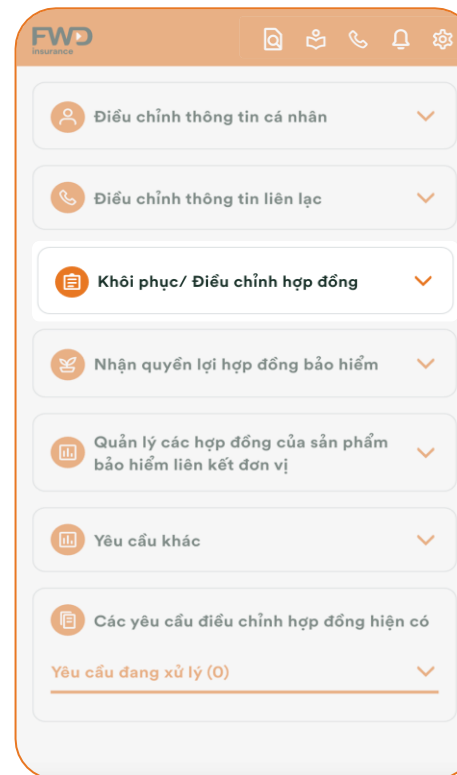 FWD
insurance
Điều chỉnh thông tin cá nhân
Điều chỉnh thông tin liên lạc
Khôi phục/ Điều chỉnh hợp đồng
Nhận quyền lợi hợp đồng bảo hiểm
Quản lý các hợp đồng của sản phẩm
bảo hiểm liên kết đơn vị
Yêu cầu khác
Các yêu cầu điều chỉnh hợp đồng hiện có
Yêu cầu đang xử lý (0)